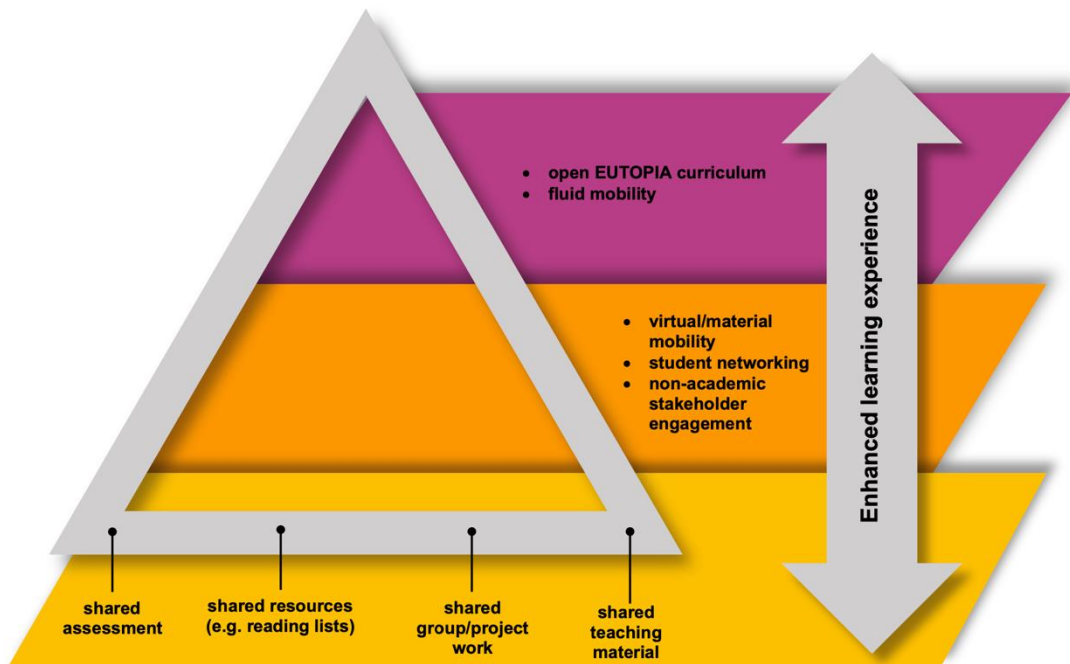 • open EUTOPIA curriculum
• fluid mobility
• virtual/material
mobility
• student networking
• non-academic
stakeholder
engagement
Enhanced learning experience
shared
assessment
shared resources
(e.g. reading lists)
shared
group/project
work
shared
teaching
material